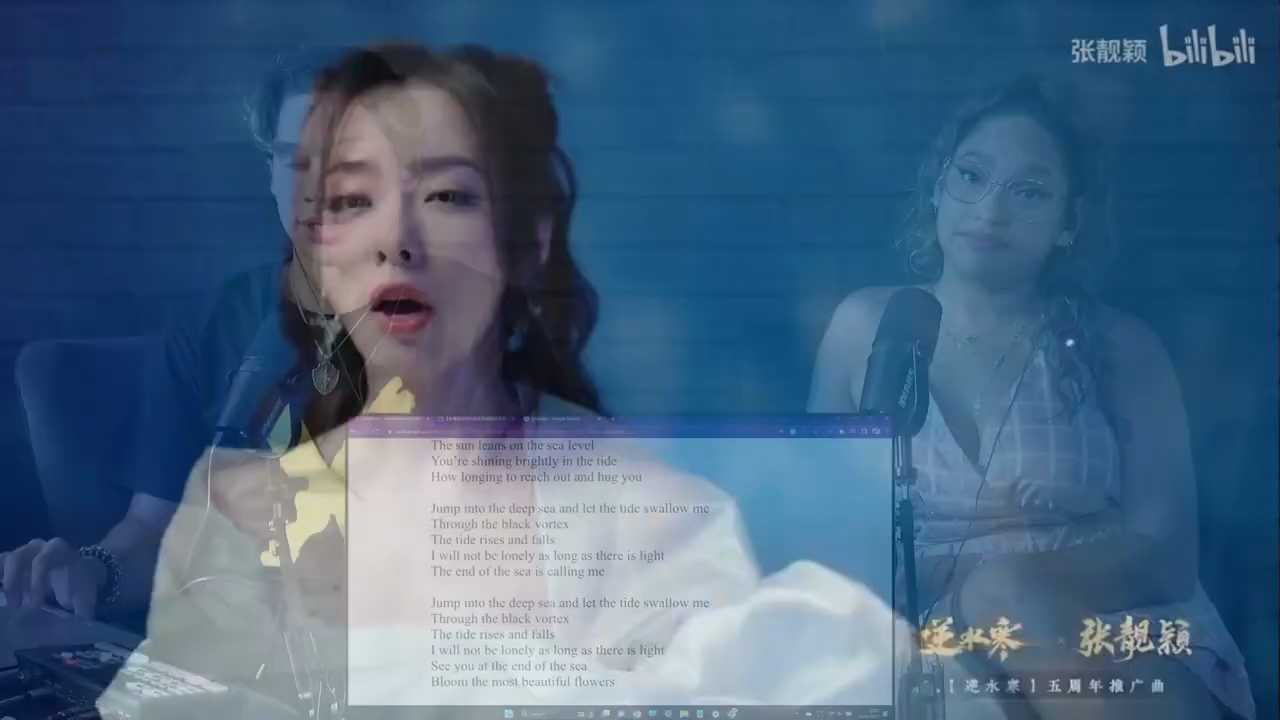 张靓颖 bilibili
The sun leans on the sea level
You're shining brightly in the tide
How longing to reach out and hug you
Jump into the deep sea and let the tide swallow me
Through the black vortex
The tide rises and falls
I will not be lonely as long as there is light
The end of the sea is calling me
Jump into the deep sea and let the tide swallow me
Through the black vortex
The tide rises and falls
I will not be lonely as long as there is light
See you at the end of the sea
Bloom the most beautiful flowers
逆水寒 × 张靓颖
【逆水寒】五周年推广曲